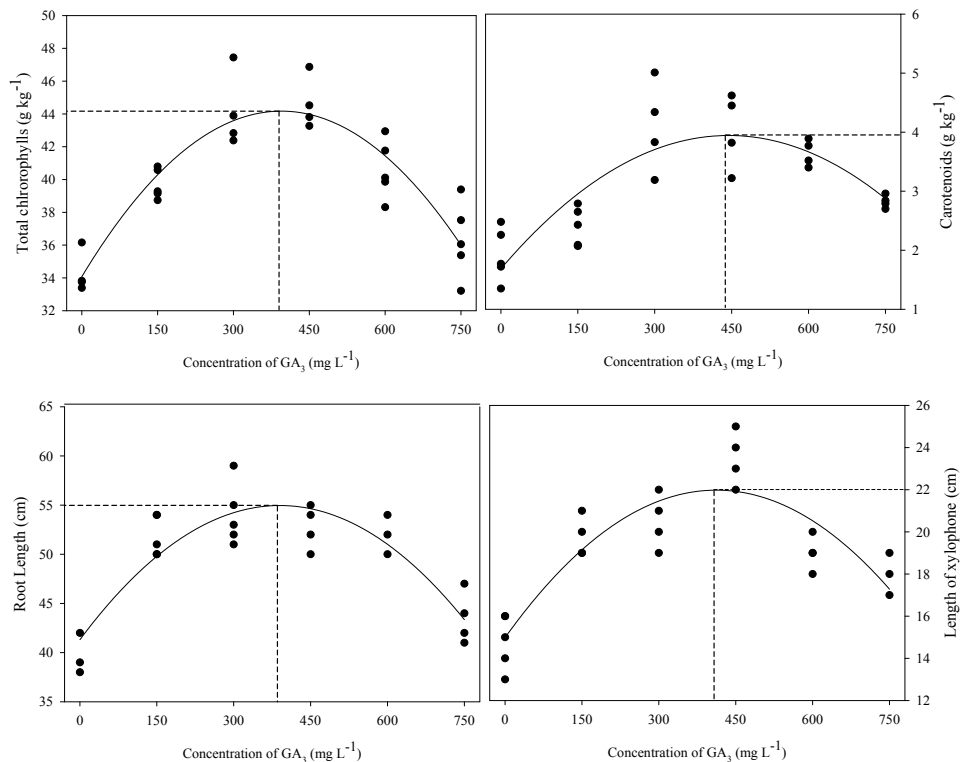 50
48
46
44
42
40
38
36
34
32
Total chlrorophylls (g kg-1)
0 150 300 450 600 750
Concentration of GA3 (mg L-1)
6
5
4
3
2
1
Carotenoids (g kg-1)
0 150 300 450 600 750
Concentration of GA3 (mg L-1)
65
60
55
50
45
40
35
Root Length (cm)
0 150 300 450 600 750
Concentration of GA3 (mg L-1)
26
24
22
20
18
16
14
12
Length of xylophone (cm)
0 150 300 450 600 750
Concentration of GA3 (mg L-1)